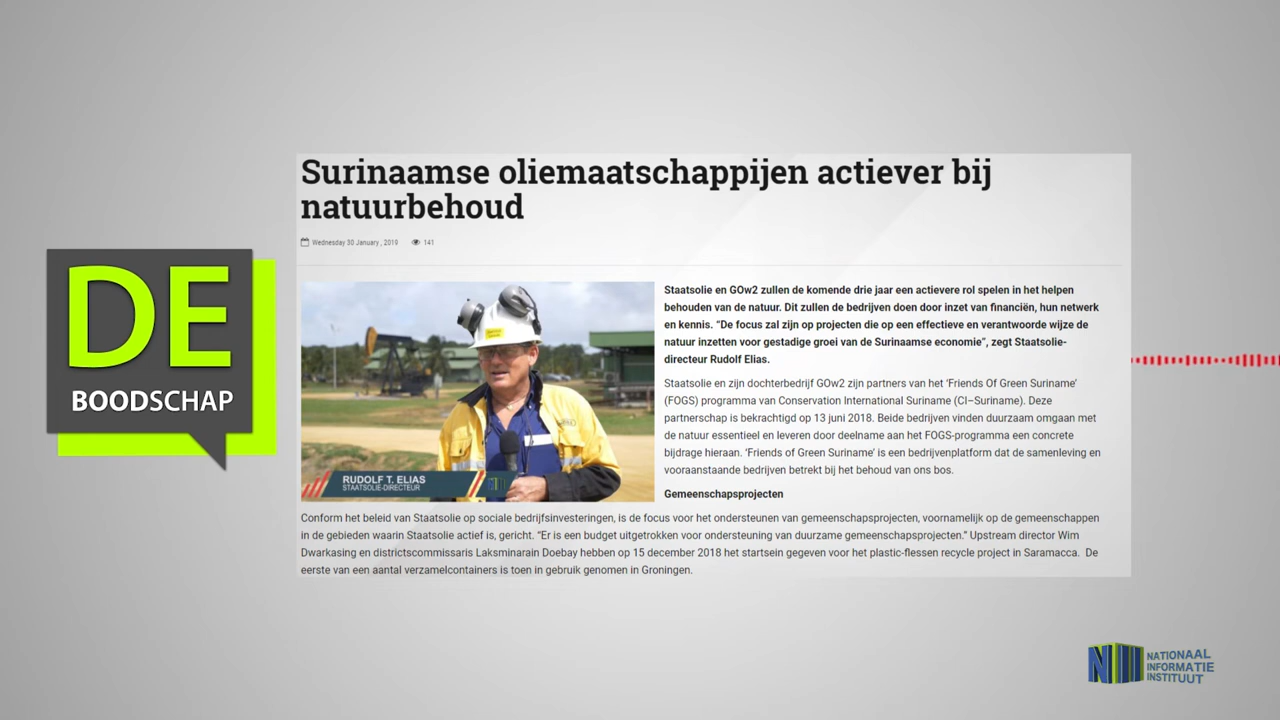 Surinaamse oliemaatschappijen actiever bij
natuurbehoud
Wednesday 30 January , 2019 141
DE
BOODSCHAP
RUDOLF T. ELIAS
STAATSOLIE-DIRECTEUR
NII
Staatsolie en GOw2 zullen de komende drie jaar een actievere rol spelen in het helpen
behouden van de natuur. Dit zullen de bedrijven doen door inzet van financiën, hun netwerk
en kennis. “De focus zal zijn op projecten die op een effectieve en verantwoorde wijze de
natuur inzetten voor gestadige groei van de Surinaamse economie”, zegt Staatsolie-
directeur Rudolf Elias.
Staatsolie en zijn dochterbedrijf GOw2 zijn partners van het ‘Friends Of Green Suriname’
(FOGS) programma van Conservation International Suriname (CI–Suriname). Deze
partnerschap is bekrachtigd op 13 juni 2018. Beide bedrijven vinden duurzaam omgaan met
de natuur essentieel en leveren door deelname aan het FOGS-programma een concrete
bijdrage hieraan. ‘Friends of Green Suriname’ is een bedrijvenplatform dat de samenleving en
vooraanstaande bedrijven betrekt bij het behoud van ons bos.
Gemeenschapsprojecten
Conform het beleid van Staatsolie op sociale bedrijfsinvesteringen, is de focus voor het ondersteunen van gemeenschapsprojecten, voornamelijk op de gemeenschappen
in de gebieden waarin Staatsolie actief is, gericht. “Er is een budget uitgetrokken voor ondersteuning van duurzame gemeenschapsprojecten.” Upstream director Wim
Dwarkasing en districtscommissaris Laksminarain Doebay hebben op 15 december 2018 het startsein gegeven voor het plastic-flessen recycle project in Saramacca. De
eerste van een aantal verzamelcontainers is toen in gebruik genomen in Groningen.
NII
NATIONAAL
INFORMATIE
INSTITUUT